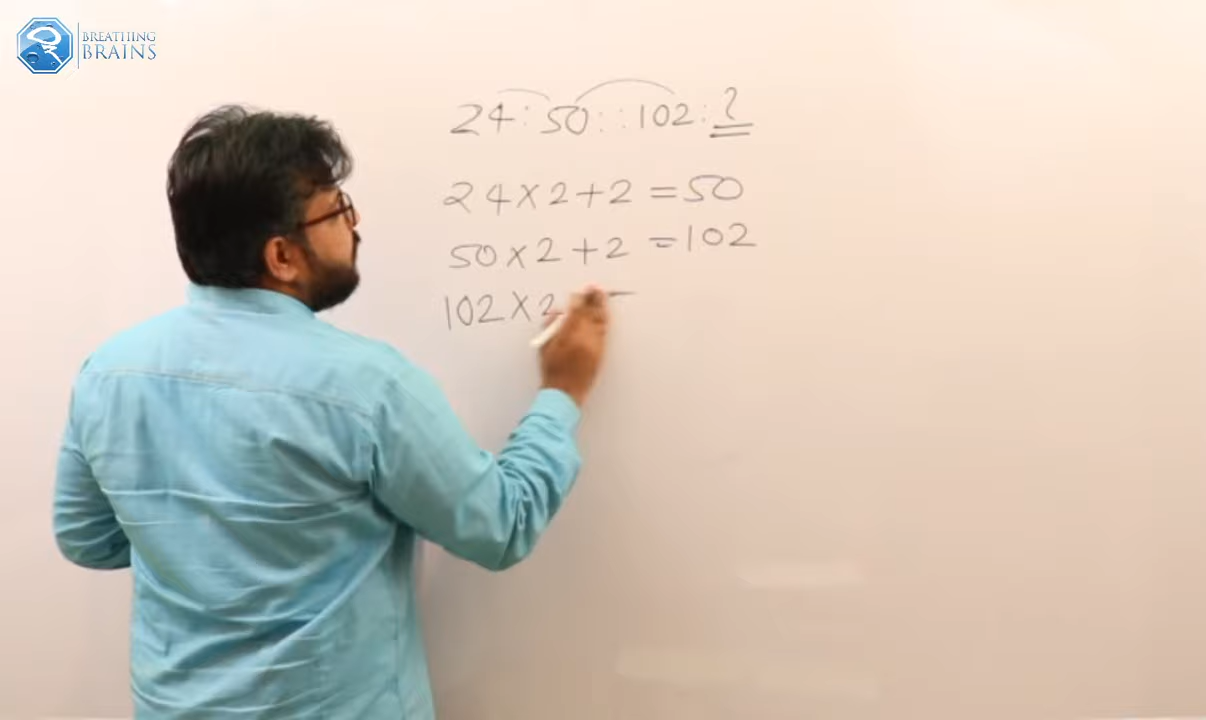 BREATHING
BRAINS
24 : 50 :: 102 : ?
24 × 2 + 2 = 50
50 × 2 + 2 = 102
102 × 2